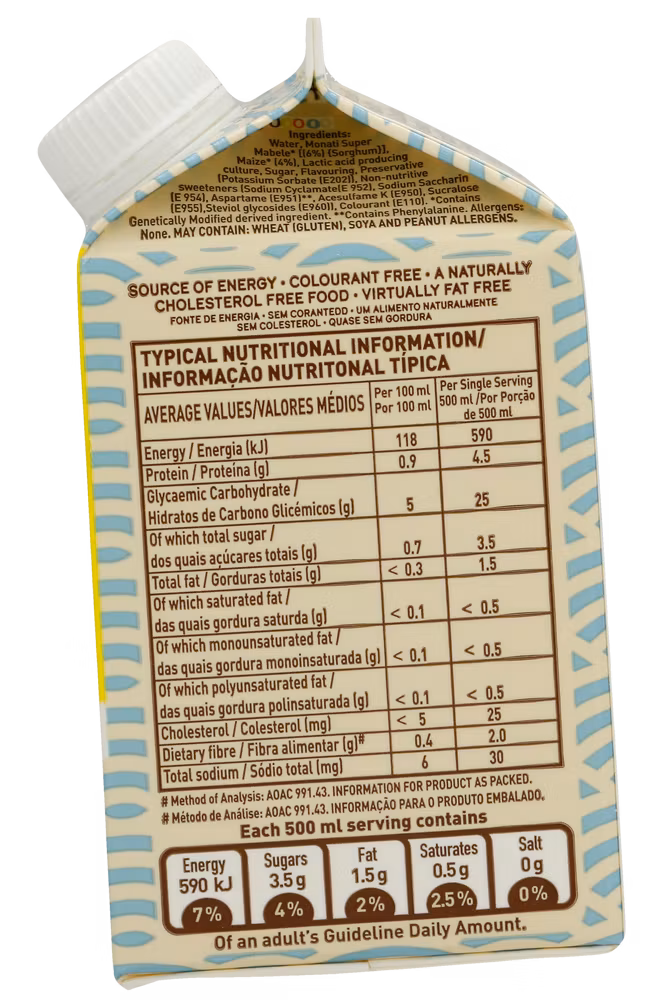 Ingredients:
Water, Monati Super
Mabele* [(6%) (Sorghum)],
Maize* (4%), Lactic acid producing
culture, Sugar, Flavouring, Preservative
(Potassium Sorbate [E202]), Non-nutritive
sweeteners (Sodium Cyclamate(E 952), Sodium Saccharin
(E 954), Aspartame (E951)**, Acesulfame K (E950), Sucralose
(E955),Steviol glycosides (E960)), Colourant (E110). *Contains
Genetically Modified derived ingredient. **Contains Phenylalanine. Allergens:
None. MAY CONTAIN: WHEAT (GLUTEN), SOYA AND PEANUT ALLERGENS.
SOURCE OF ENERGY • COLOURANT FREE • A NATURALLY
CHOLESTEROL FREE FOOD • VIRTUALLY FAT FREE
FONTE DE ENERGIA • SEM CORANTEDD • UM ALIMENTO NATURALMENTE
SEM COLESTEROL • QUASE SEM GORDURA
TYPICAL NUTRITIONAL INFORMATION/
INFORMAÇÃO NUTRITONAL TÍPICA
AVERAGE VALUES/VALORES MÉDIOS
Per 100 ml
Por 100 ml
Per Single Serving
500 ml /Por Porção
de 500 ml
Energy / Energia (kJ) 118 590
Protein / Proteína (g) 0.9 4.5
Glycaemic Carbohydrate /
Hidratos de Carbono Glicémicos (g) 5 25
Of which total sugar /
dos quais açúcares totais (g) 0.7 3.5
Total fat / Gorduras totais (g) < 0.3 1.5
Of which saturated fat /
das quais gordura saturda (g) < 0.1 < 0.5
Of which monounsaturated fat /
das quais gordura monoinsaturada (g) < 0.1 < 0.5
Of which polyunsaturated fat /
das quais gordura polinsaturada (g) < 0.1 < 0.5
Cholesterol / Colesterol (mg) < 5 25
Dietary fibre / Fibra alimentar (g)# 0.4 2.0
Total sodium / Sódio total (mg) 6 30
# Method of Analysis: AOAC 991.43. INFORMATION FOR PRODUCT AS PACKED.
# Método de Análise: AOAC 991.43. INFORMAÇÃO PARA O PRODUTO EMBALADO.
Each 500 ml serving contains
Energy Sugars Fat Saturates Salt
590 kJ 3.5 g 1.5 g 0.5 g 0 g
7% 4% 2% 2.5% 0%
Of an adult's Guideline Daily Amount.